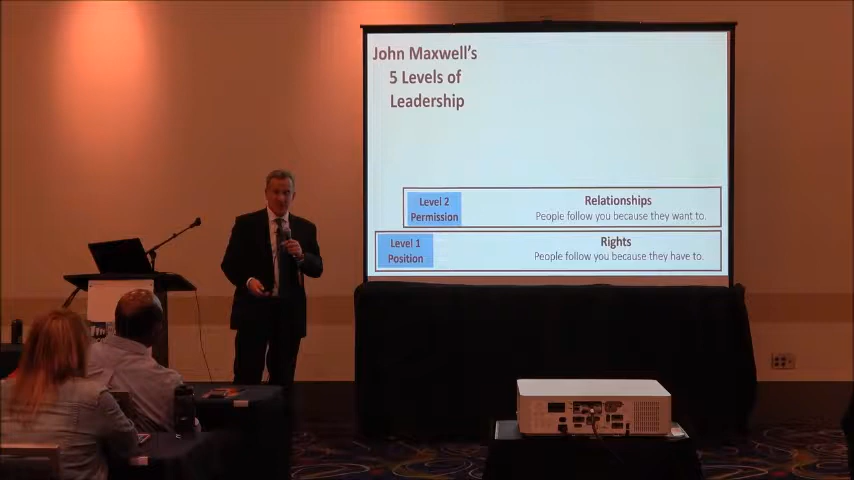 John Maxwell's
5 Levels of
Leadership
Level 2
Permission
Relationships
People follow you because they want to.
Level 1
Position
Rights
People follow you because they have to.